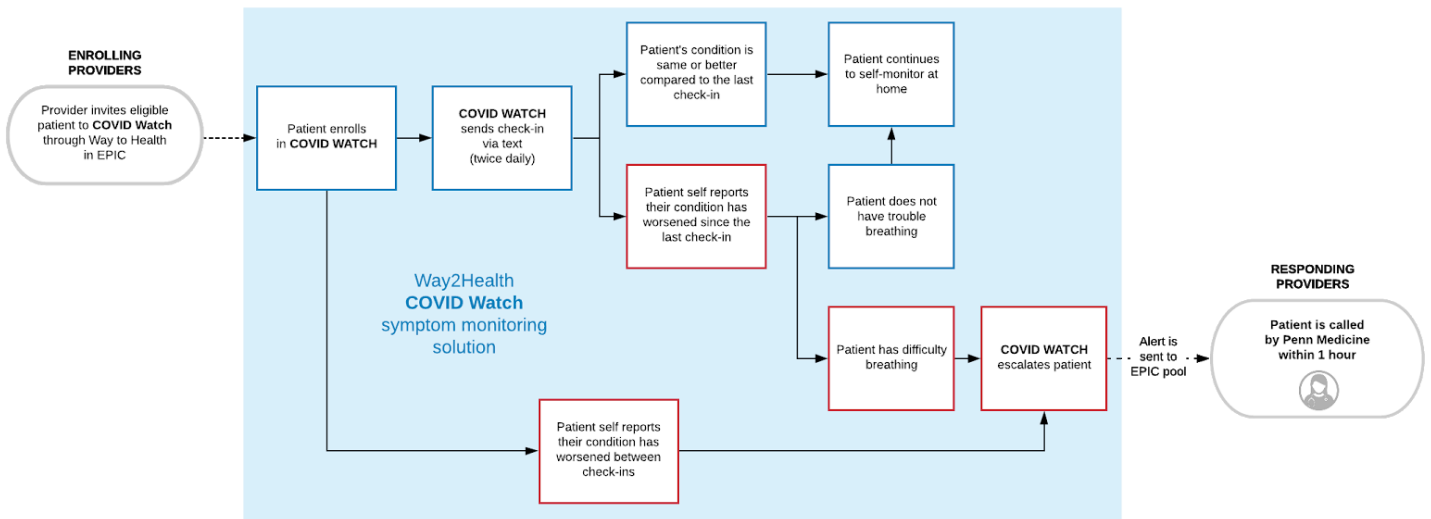 ENROLLING
PROVIDERS
Provider invites eligible
patient to COVID Watch
through Way to Health
in EPIC
Patient enrolls
in COVID WATCH
COVID WATCH
sends check-in
via text
(twice daily)
Patient's condition is
same or better
compared to the last
check-in
Patient continues
to self-monitor at
home
Patient self reports
their condition has
worsened since the
last check-in
Patient does not
have trouble
breathing
Way2Health
COVID Watch
symptom monitoring
solution
Patient has difficulty
breathing
COVID WATCH
escalates patient
Alert is
sent to
EPIC pool
RESPONDING
PROVIDERS
Patient is called
by Penn Medicine
within 1 hour
Patient self reports
their condition has
worsened between
check-ins